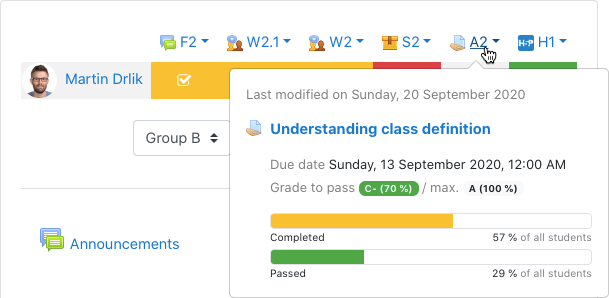 F2 W2.1 W2 S2 A2 H-P H1
Martin Drlik
Last modified on Sunday, 20 September 2020
Group B
Understanding class definition
Due date Sunday, 13 September 2020, 12:00 AM
Grade to pass C- (70 %) / max. A (100 %)
Completed 57 % of all students
Passed 29 % of all students
Announcements